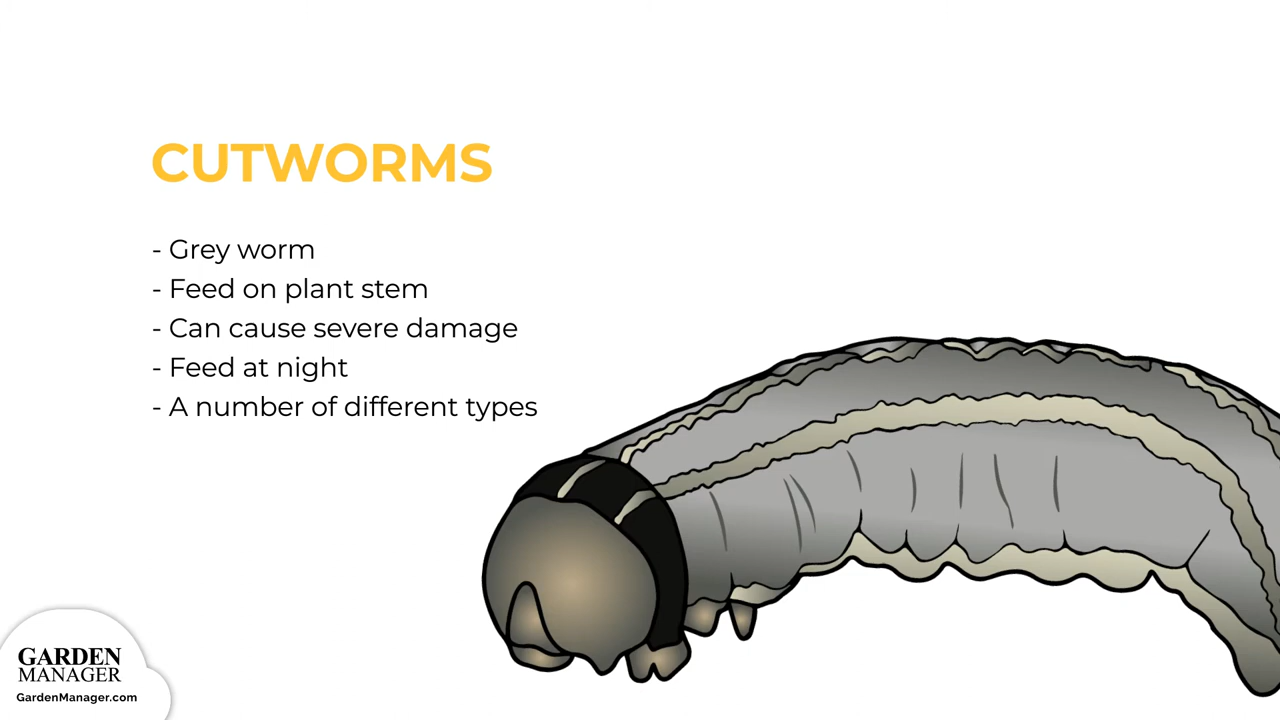 CUTWORMS
- Grey worm
- Feed on plant stem
- Can cause severe damage
- Feed at night
- A number of different types
GARDEN
MANAGER
GardenManager.com